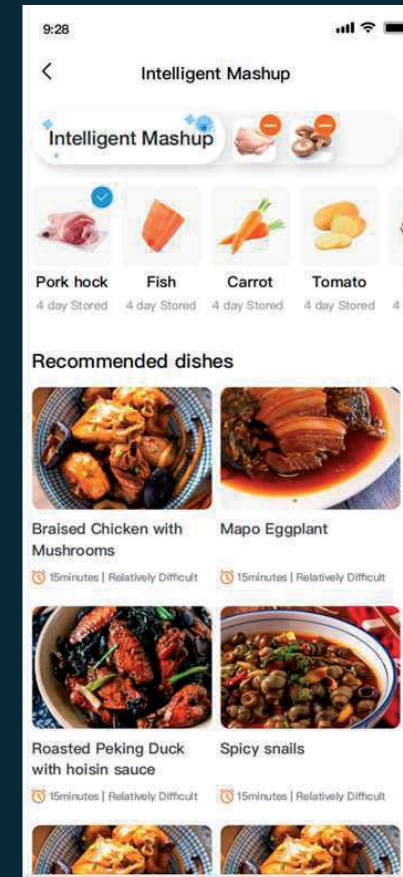 9:28
Intelligent Mashup
Intelligent Mashup
Pork hock Fish Carrot Tomato
4 day Stored 4 day Stored 4 day Stored 4 day Stored 4
Recommended dishes
Braised Chicken with Mapo Eggplant
Mushrooms
15minutes | Relatively Difficult 15minutes | Relatively Difficult
Roasted Peking Duck Spicy snails
with hoisin sauce
15minutes | Relatively Difficult 15minutes | Relatively Difficult